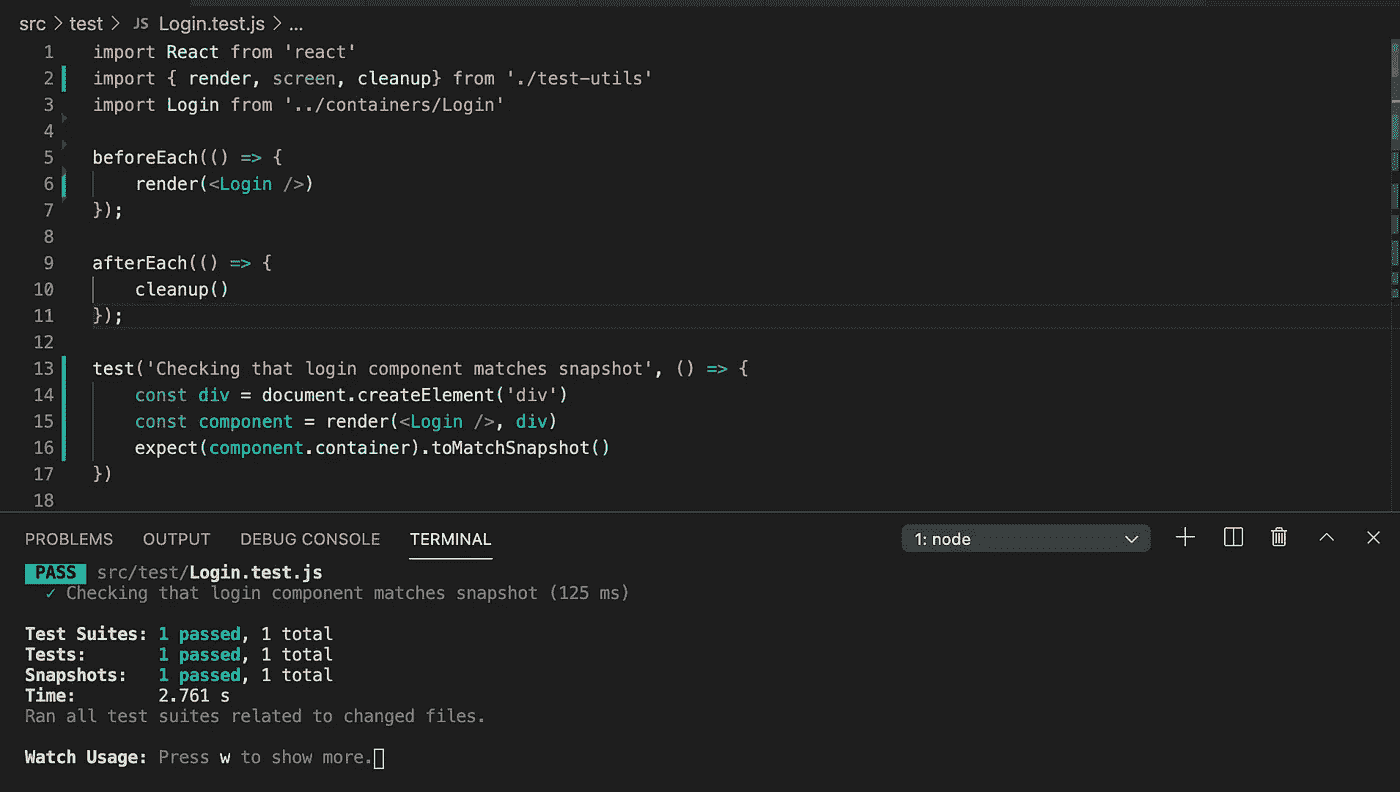 src > test > JS Login.test.js > ...
1 import React from 'react'
2 import { render, screen, cleanup} from './test-utils'
3 import Login from '../containers/Login'
4
5 beforeEach(() => {
6     render(<Login />)
7 });
8
9 afterEach(() => {
10     cleanup()
11 });
12
13 test('Checking that login component matches snapshot', () => {
14     const div = document.createElement('div')
15     const component = render(<Login />, div)
16     expect(component.container).toMatchSnapshot()
17 })
18
PROBLEMS OUTPUT DEBUG CONSOLE TERMINAL 1: node
PASS src/test/Login.test.js
✓ Checking that login component matches snapshot (125 ms)
Test Suites: 1 passed, 1 total
Tests: 1 passed, 1 total
Snapshots: 1 passed, 1 total
Time: 2.761 s
Ran all test suites related to changed files.
Watch Usage: Press w to show more.